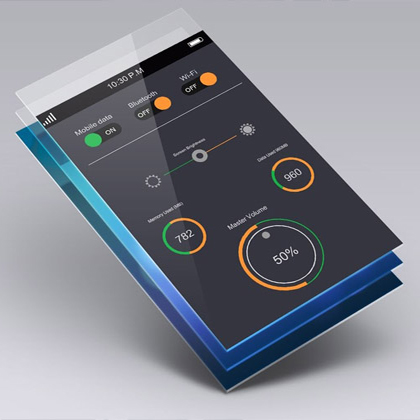 10:30 P.M
Mobile data
Bluetooth
Wi-Fi
ON
OFF
OFF
Screen Brightness
Memory Used (MB)
Data Used (MB)
782
960
Master Volume
50%